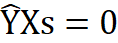 ŶXs = 0